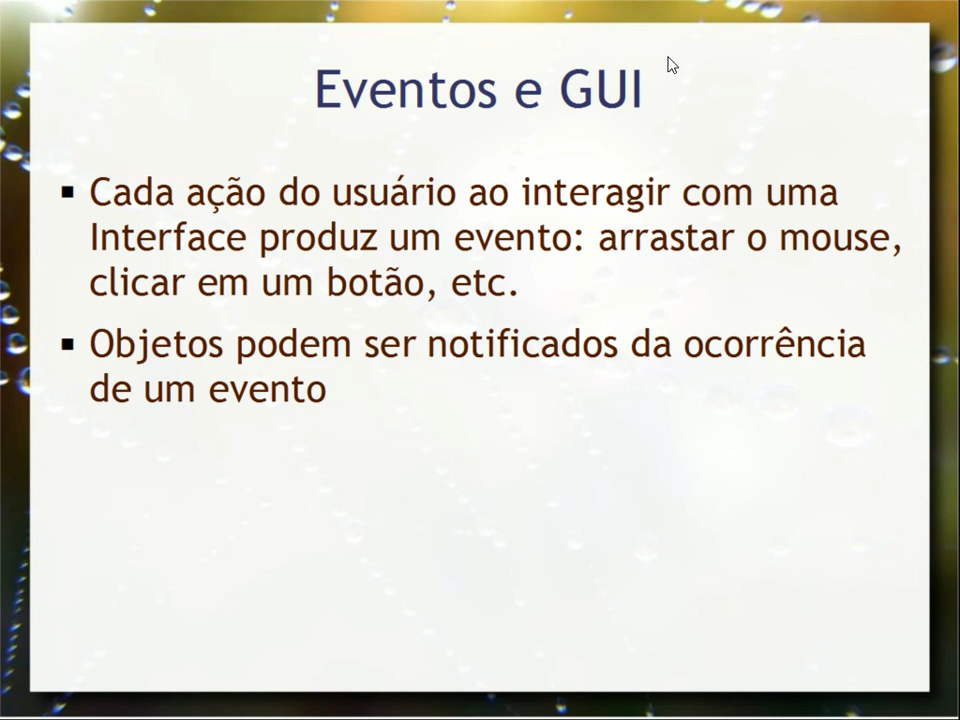 Eventos e GUI
Cada ação do usuário ao interagir com uma
Interface produz um evento: arrastar o mouse,
clicar em um botão, etc.
Objetos podem ser notificados da ocorrência
de um evento